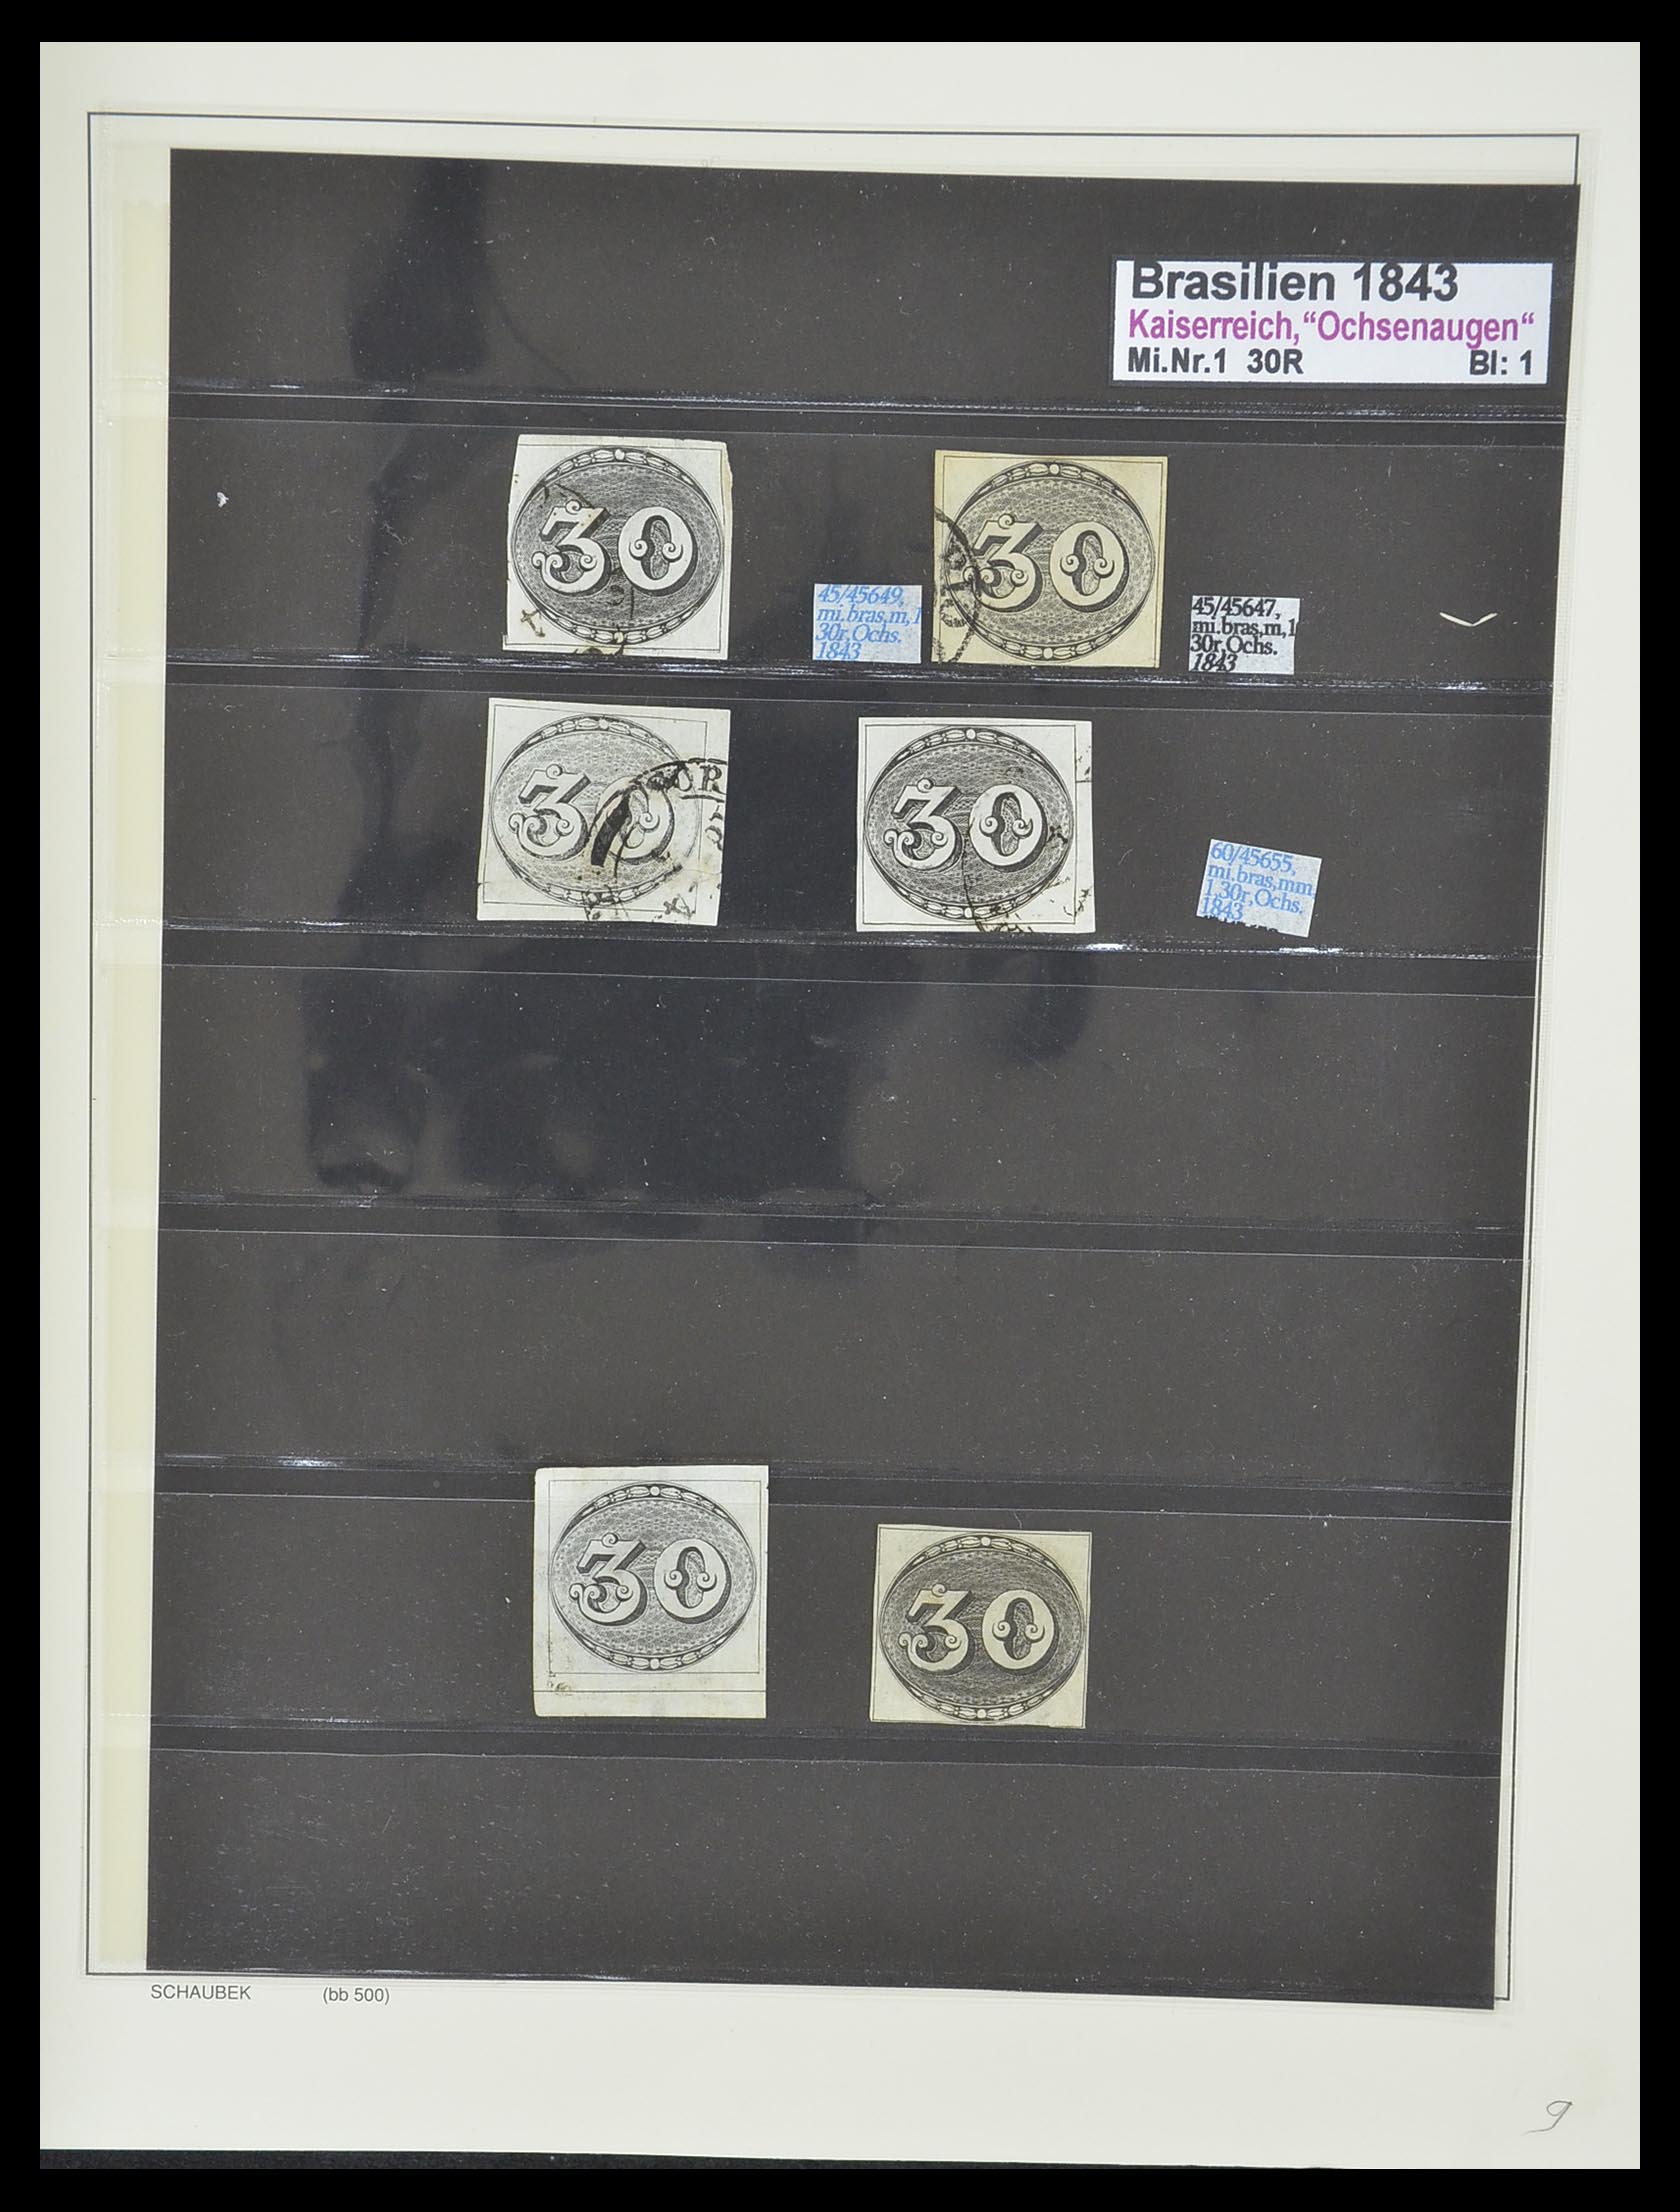 Brasilien 1843
Kaiserreich,“Ochsenaugen“
Mi.Nr.1 30R Bl: 1
30
30
45/45649,
mi.bras,m,1
30r,Ochs.
1843
45/45647,
mi.bras,m,1
30r,Ochs.
1843
30
30
60/45655,
mi.bras,mm.
1.30r,Ochs.
1843
30
30
SCHAUBEK (bb 500)
9